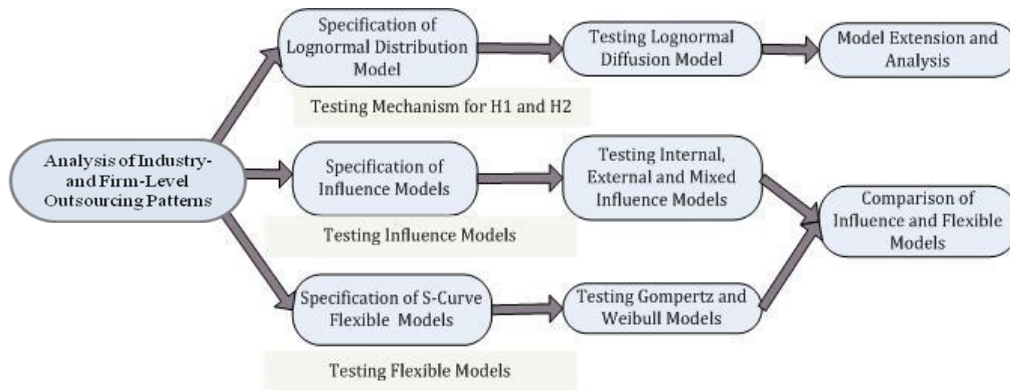 Analysis of Industry-
and Firm-Level
Outsourcing Patterns
Specification of
Lognormal Distribution
Model
Testing Lognormal
Diffusion Model
Model Extension and
Analysis
Testing Mechanism for H1 and H2
Specification of
Influence Models
Testing Internal,
External and Mixed
Influence Models
Testing Influence Models
Specification of S-Curve
Flexible Models
Testing Gompertz and
Weibull Models
Testing Flexible Models
Comparison of
Influence and Flexible
Models